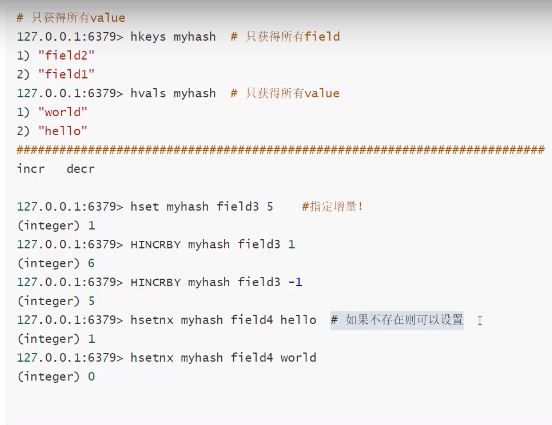 # 只获得所有value
127.0.0.1:6379> hkeys myhash  # 只获得所有field
1) "field2"
2) "field1"
127.0.0.1:6379> hvals myhash  # 只获得所有value
1) "world"
2) "hello"
##########################################################################
incr   decr
127.0.0.1:6379> hset myhash field3 5    #指定增量!
(integer) 1
127.0.0.1:6379> HINCRBY myhash field3 1
(integer) 6
127.0.0.1:6379> HINCRBY myhash field3 -1
(integer) 5
127.0.0.1:6379> hsetnx myhash field4 hello  # 如果不存在则可以设置
(integer) 1
127.0.0.1:6379> hsetnx myhash field4 world
(integer) 0